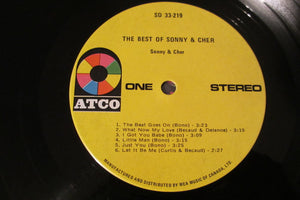 SD 33-219
THE BEST OF SONNY & CHER
Sonny & Cher
ATCO
ONE
STEREO
1. The Beat Goes On (Bono) - 3:23
2. What Now My Love (Becaud & Delanoe) - 3:15
3. I Got You Babe (Bono) - 3:09
4. Little Man (Bono) - 3:15
5. Just You (Bono) - 3:35
6. Let It Be Me (Curtis & Becaud) - 2:27
MANUFACTURED AND DISTRIBUTED BY WEA MUSIC OF CANADA, LTD.